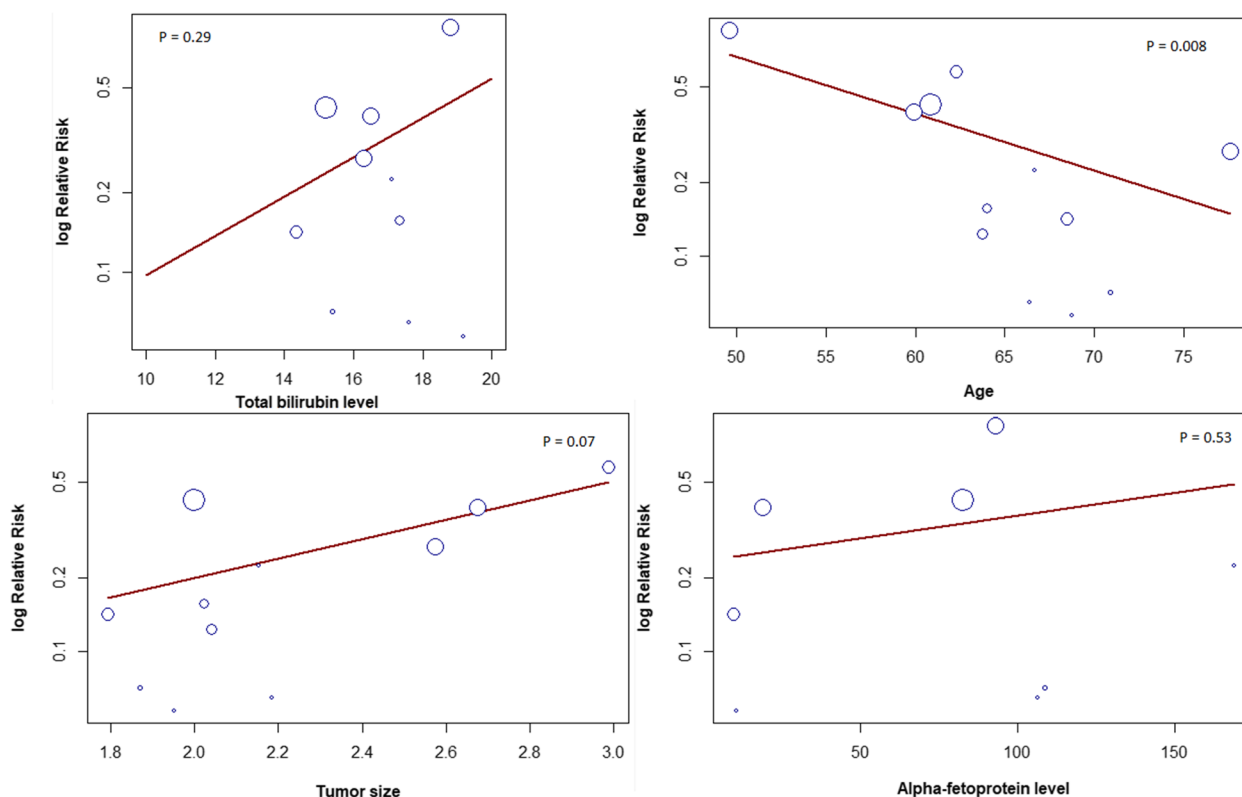 P = 0.29
log Relative Risk
0.5
0.2
0.1
10 12 14 16 18 20
Total bilirubin level
P = 0.008
log Relative Risk
0.5
0.2
0.1
50 55 60 65 70 75
Age
P = 0.07
log Relative Risk
0.5
0.2
0.1
1.8 2.0 2.2 2.4 2.6 2.8 3.0
Tumor size
P = 0.53
log Relative Risk
0.5
0.2
0.1
50 100 150
Alpha-fetoprotein level